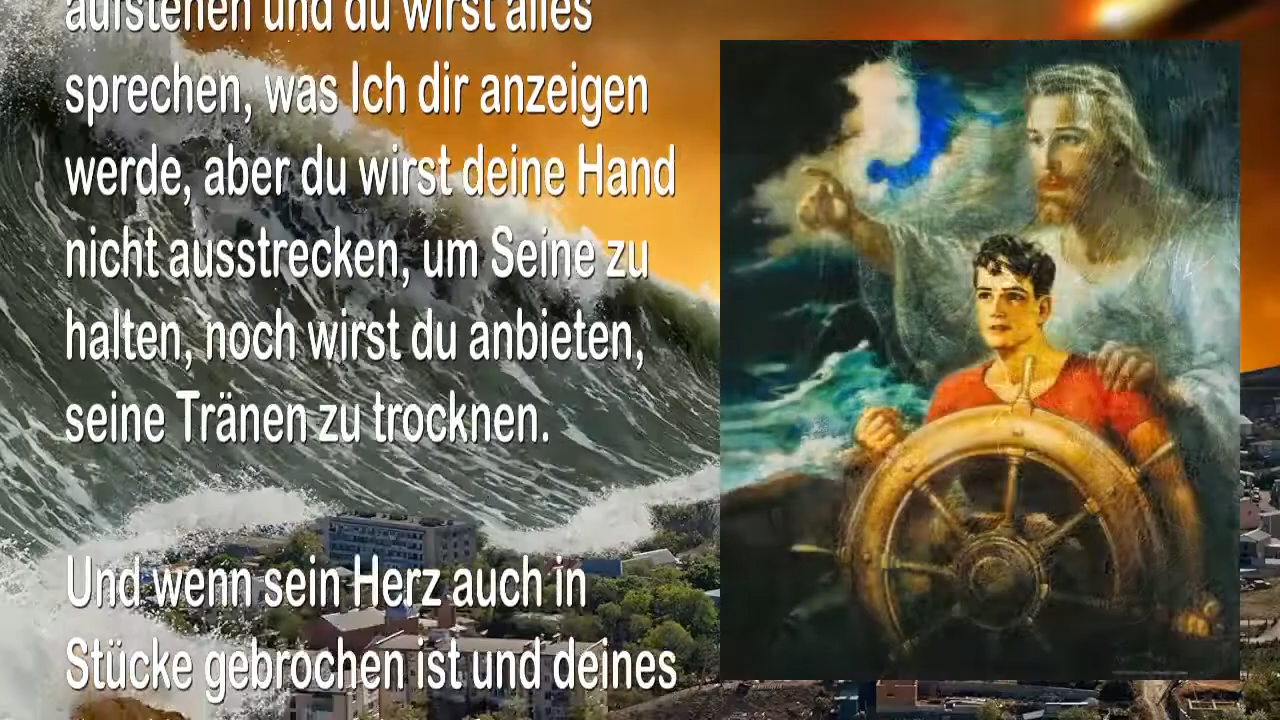 aufstehen und du wirst alles
sprechen, was Ich dir anzeigen
werde, aber du wirst deine Hand
nicht ausstrecken, um Seine zu
halten, noch wirst du anbieten,
seine Tränen zu trocknen.
Und wenn sein Herz auch in
Stücke gebrochen ist und deines